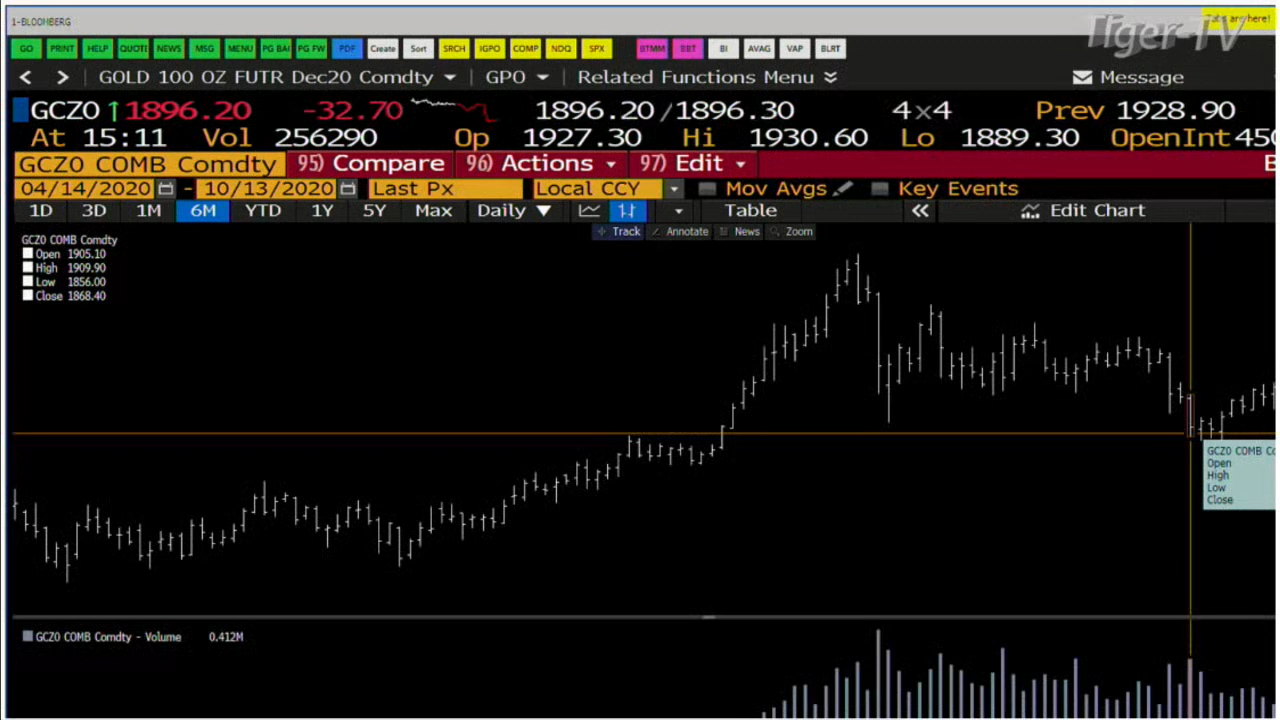 1-BLOOMBERG
Tiger-TV
GO PRINT HELP QUOTE NEWS MSG MENU PG BAC PG FW PDF Create Sort SRCH IGPO COMP NDQ SPX BTMM BBT BI AVAG VAP BLRT
< > GOLD 100 OZ FUTR Dec20 Comdty GPO Related Functions Menu Message
GCZ0 ↑1896.20 -32.70 1896.20/1896.30 4x4 Prev 1928.90
At 15:11 Vol 256290 Op 1927.30 Hi 1930.60 Lo 1889.30 OpenInt 450
GCZ0 COMB Comdty 95) Compare 96) Actions 97) Edit
04/14/2020 - 10/13/2020 Last Px Local CCY Mov Avgs Key Events
1D 3D 1M 6M YTD 1Y 5Y Max Daily ▼ Table « Edit Chart
Track Annotate News Zoom
GCZ0 COMB Comdty
Open 1905.10
High 1909.90
Low 1856.00
Close 1868.40
GCZ0 COMB Co
Open
High
Low
Close
GCZ0 COMB Comdty - Volume 0.412M